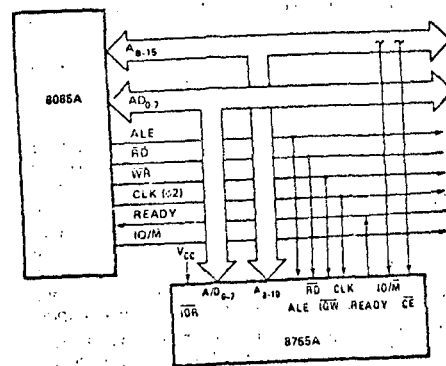 A8-15
8085A
AD0-7
ALE
RD
WR
CLK (φ2)
READY
IO/M
VCC
IOR
A/D0-7
A8-10
RD
CLK
IO/M
ALE
IOW
READY
CE
8755A